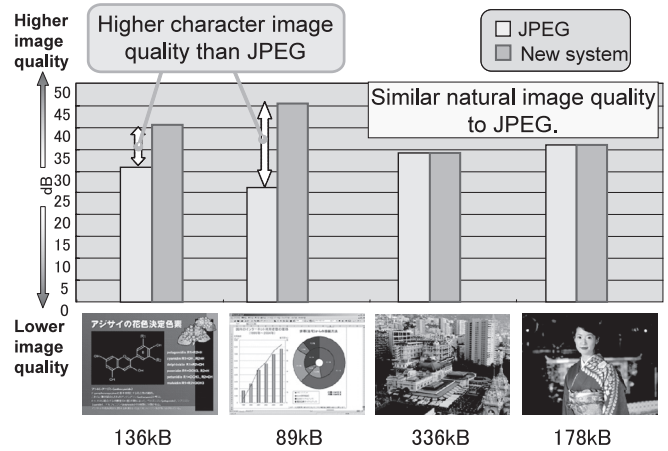 Higher
image
quality
Higher character image
quality than JPEG
JPEG
New system
Similar natural image quality
to JPEG.
50
45
40
35
30
25
20
15
10
5
0
dB
Lower
image
quality
アジサイの花色決定色素
136kB
89kB
336kB
178kB